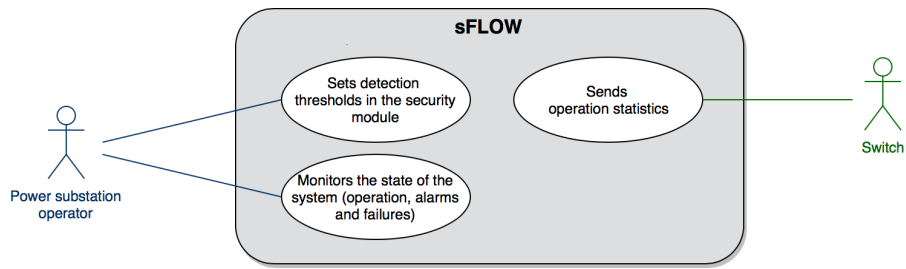 sFLOW
Sets detection
thresholds in the security
module
Sends
operation statistics
Monitors the state of the
system (operation, alarms
and failures)
Power substation
operator
Switch